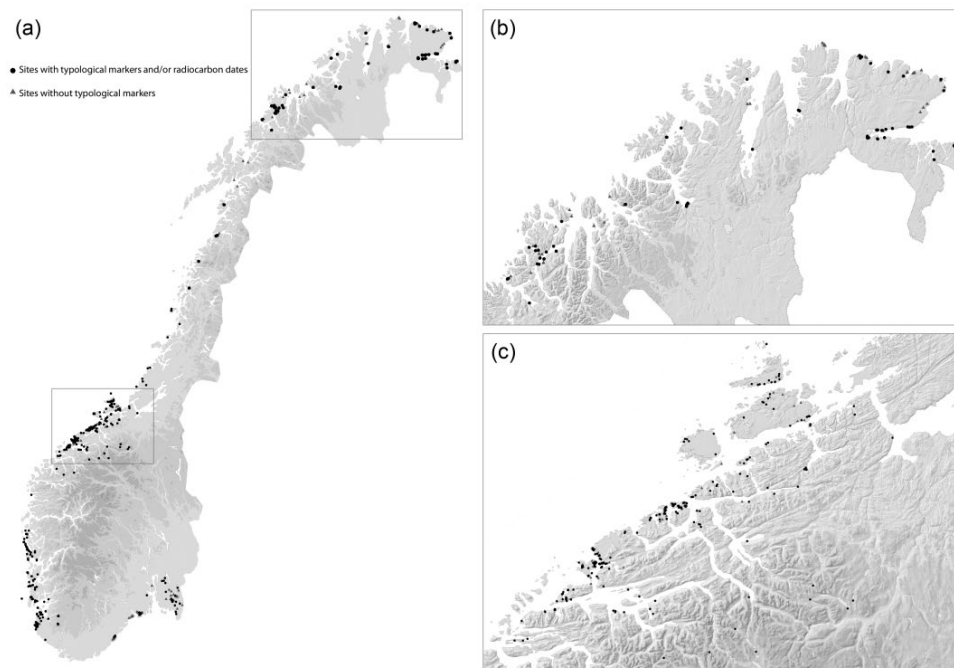 (a)
Sites with typological markers and/or radiocarbon dates
Sites without typological markers
(b)
(c)